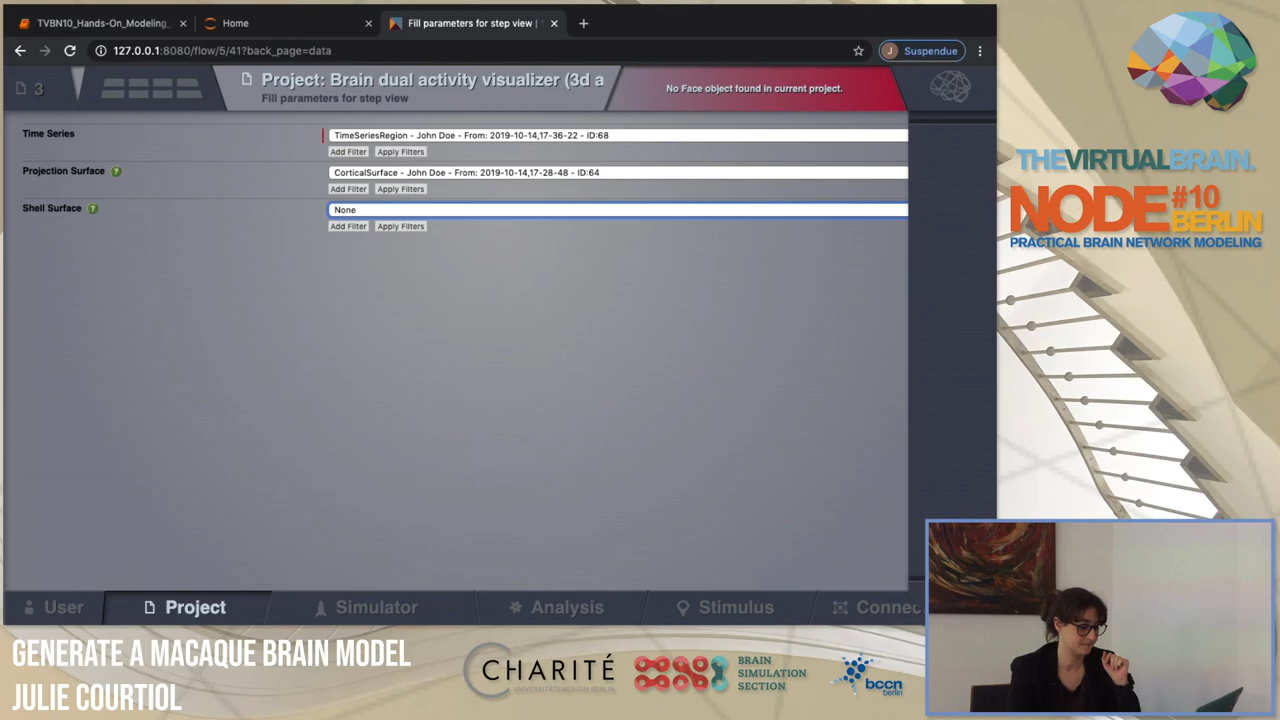 TVBN10_Hands-On_Modeling_
Home
Fill parameters for step view |
127.0.0.1:8080/flow/5/41?back_page=data
J
Suspendue
3
Project: Brain dual activity visualizer (3d a
Fill parameters for step view
No Face object found in current project.
Time Series
TimeSeriesRegion - John Doe - From: 2019-10-14,17-36-22 - ID:68
Add Filter
Apply Filters
Projection Surface ?
CorticalSurface - John Doe - From: 2019-10-14,17-28-48 - ID:64
Add Filter
Apply Filters
Shell Surface ?
None
Add Filter
Apply Filters
User
Project
Simulator
Analysis
Stimulus
Connec
THEVIRTUALBRAIN.
NODE #10
BERLIN
PRACTICAL BRAIN NETWORK MODELING
GENERATE A MACAQUE BRAIN MODEL
JULIE COURTIOL
CHARITÉ
UNIVERSITÄTSMEDIZIN BERLIN
BRAIN
SIMULATION
SECTION
bccn
berlin